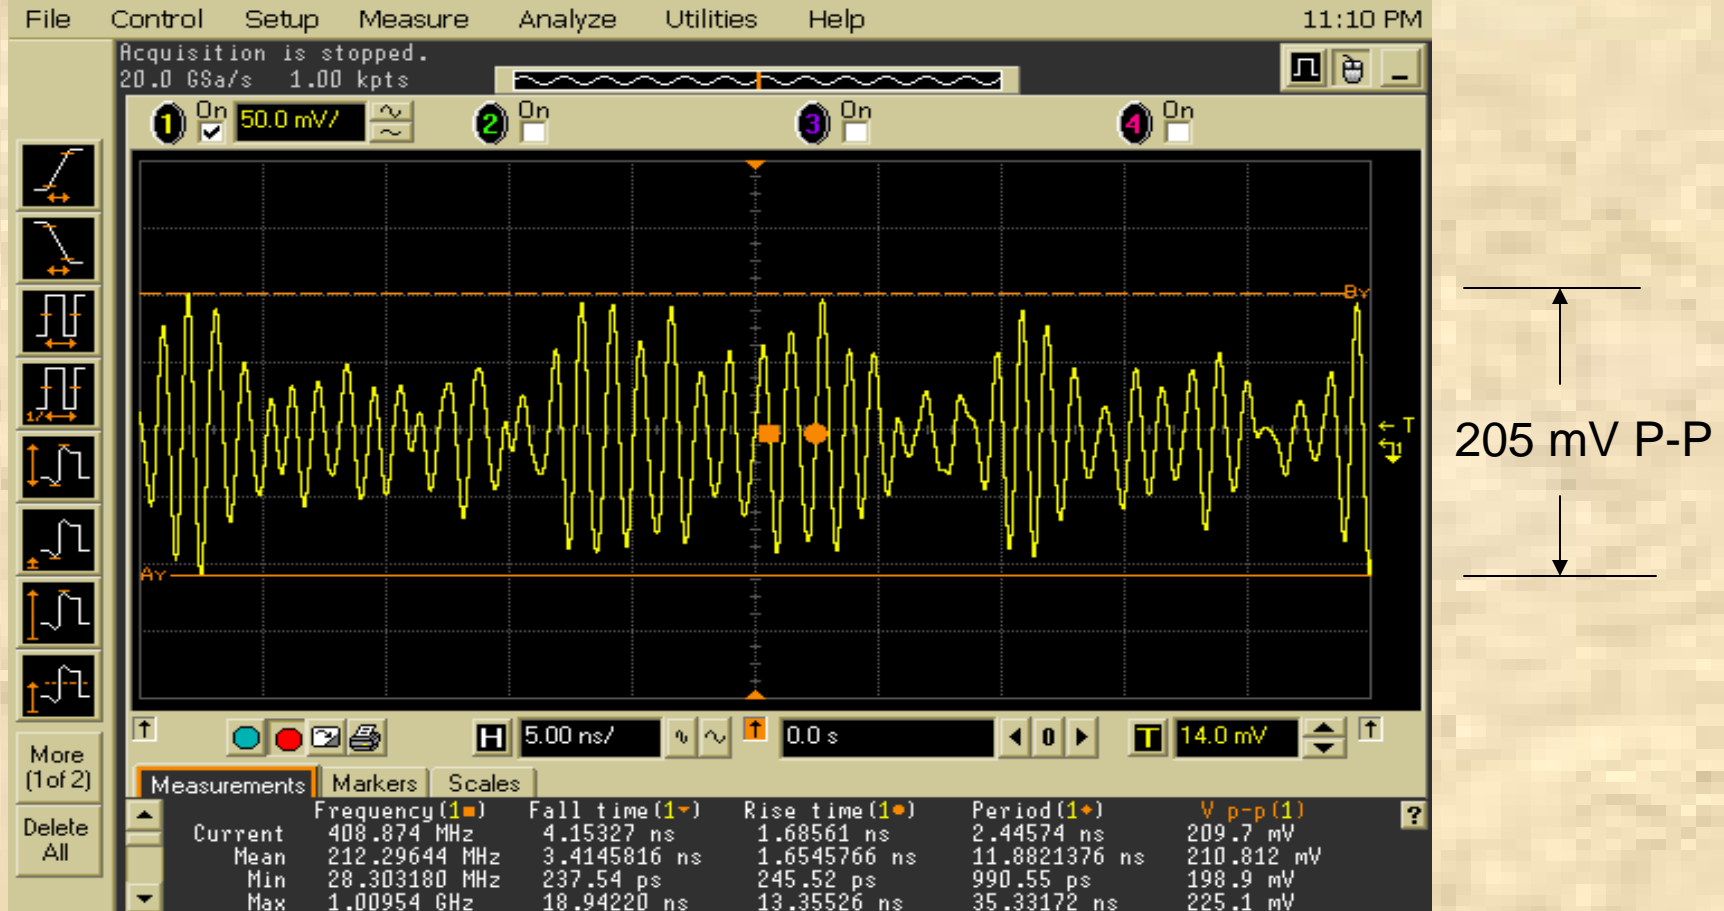 File Control Setup Measure Analyze Utilities Help 11:10 PM
Acquisition is stopped.
20.0 GSa/s 1.00 kpts
1 On 50.0 mV/ 2 On 3 On 4 On
By
T
205 mV P-P
Ay
H 5.00 ns/ 0.0 s 0 T 14.0 mV
More
(1 of 2)
Delete
All
Measurements Markers Scales
Frequency(1■) Fall time(1▾) Rise time(1●) Period(1◆) V p-p(1) ?
Current 408.874 MHz 4.15327 ns 1.68561 ns 2.44574 ns 209.7 mV
Mean 212.29644 MHz 3.4145816 ns 1.6545766 ns 11.8821376 ns 210.812 mV
Min 28.303180 MHz 237.54 ps 245.52 ps 990.55 ps 198.9 mV
Max 1.00954 GHz 18.94220 ns 13.35526 ns 35.33172 ns 225.1 mV